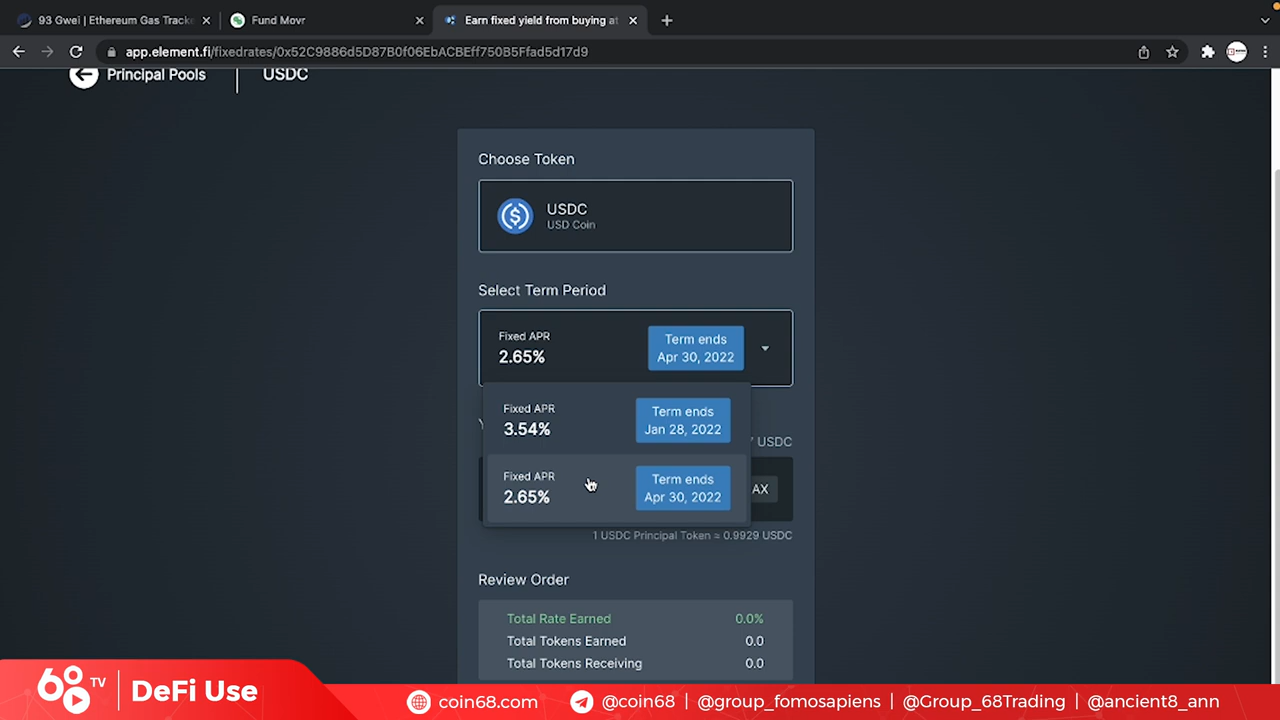 93 Gwei | Ethereum Gas Tracke
Fund Movr
Earn fixed yield from buying at
app.element.fi/fixedrates/0x52C9886d5D87B0f06EbACBEff750B5Ffad5d17d9
Principal Pools
USDC
Choose Token
USDC
USD Coin
Select Term Period
Fixed APR
2.65%
Term ends
Apr 30, 2022
Fixed APR
3.54%
Term ends
Jan 28, 2022
USDC
Fixed APR
2.65%
Term ends
Apr 30, 2022
AX
1 USDC Principal Token ≈ 0.9929 USDC
Review Order
Total Rate Earned 0.0%
Total Tokens Earned 0.0
Total Tokens Receiving 0.0
68 TV
DeFi Use
coin68.com
@coin68 | @group_fomosapiens | @Group_68Trading | @ancient8_ann